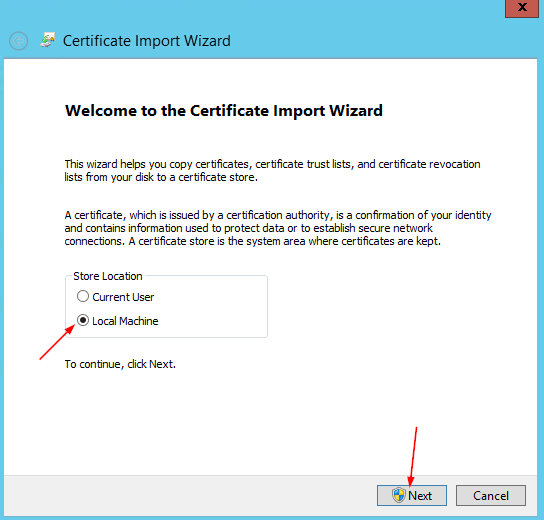 x
Certificate Import Wizard
Welcome to the Certificate Import Wizard
This wizard helps you copy certificates, certificate trust lists, and certificate revocation
lists from your disk to a certificate store.
A certificate, which is issued by a certification authority, is a confirmation of your identity
and contains information used to protect data or to establish secure network
connections. A certificate store is the system area where certificates are kept.
Store Location
Current User
Local Machine
To continue, click Next.
Next Cancel